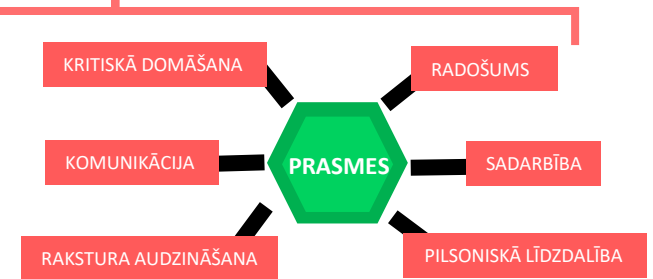 KRITISKĀ DOMĀŠANA
RADOŠUMS
KOMUNIKĀCIJA
PRASMES
SADARBĪBA
RAKSTURA AUDZINĀŠANA
PILSONISKĀ LĪDZDALĪBA